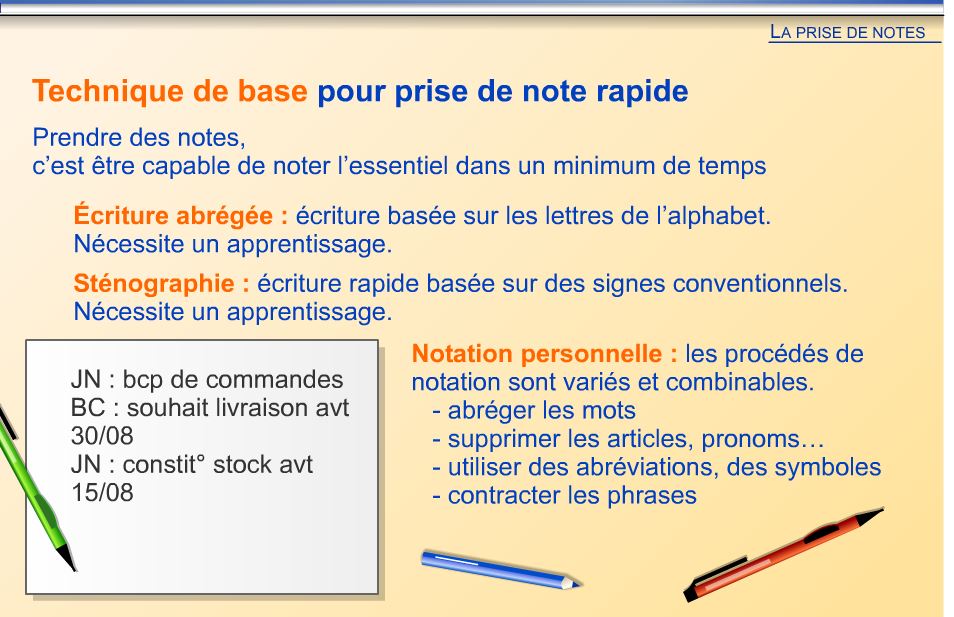 LA PRISE DE NOTES
Technique de base pour prise de note rapide
Prendre des notes,
c’est être capable de noter l’essentiel dans un minimum de temps
Écriture abrégée : écriture basée sur les lettres de l’alphabet.
Nécessite un apprentissage.
Sténographie : écriture rapide basée sur des signes conventionnels.
Nécessite un apprentissage.
JN : bcp de commandes
BC : souhait livraison avt
30/08
JN : constit° stock avt
15/08
Notation personnelle : les procédés de
notation sont variés et combinables.
- abréger les mots
- supprimer les articles, pronoms…
- utiliser des abréviations, des symboles
- contracter les phrases